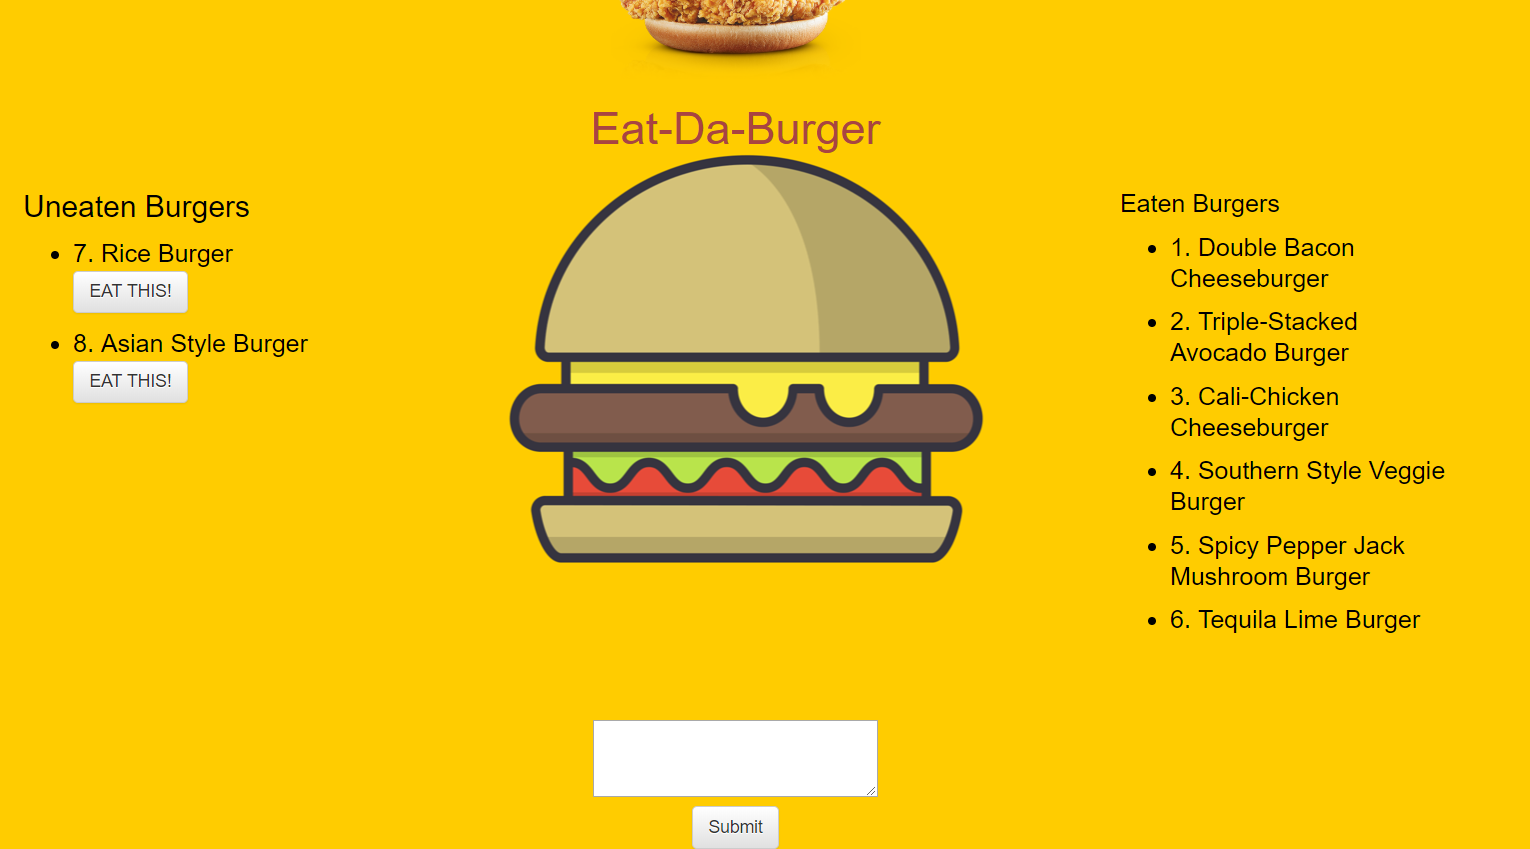 Eat-Da-Burger
Uneaten Burgers
7. Rice Burger
EAT THIS!
8. Asian Style Burger
EAT THIS!
Eaten Burgers
1. Double Bacon
Cheeseburger
2. Triple-Stacked
Avocado Burger
3. Cali-Chicken
Cheeseburger
4. Southern Style Veggie
Burger
5. Spicy Pepper Jack
Mushroom Burger
6. Tequila Lime Burger
Submit